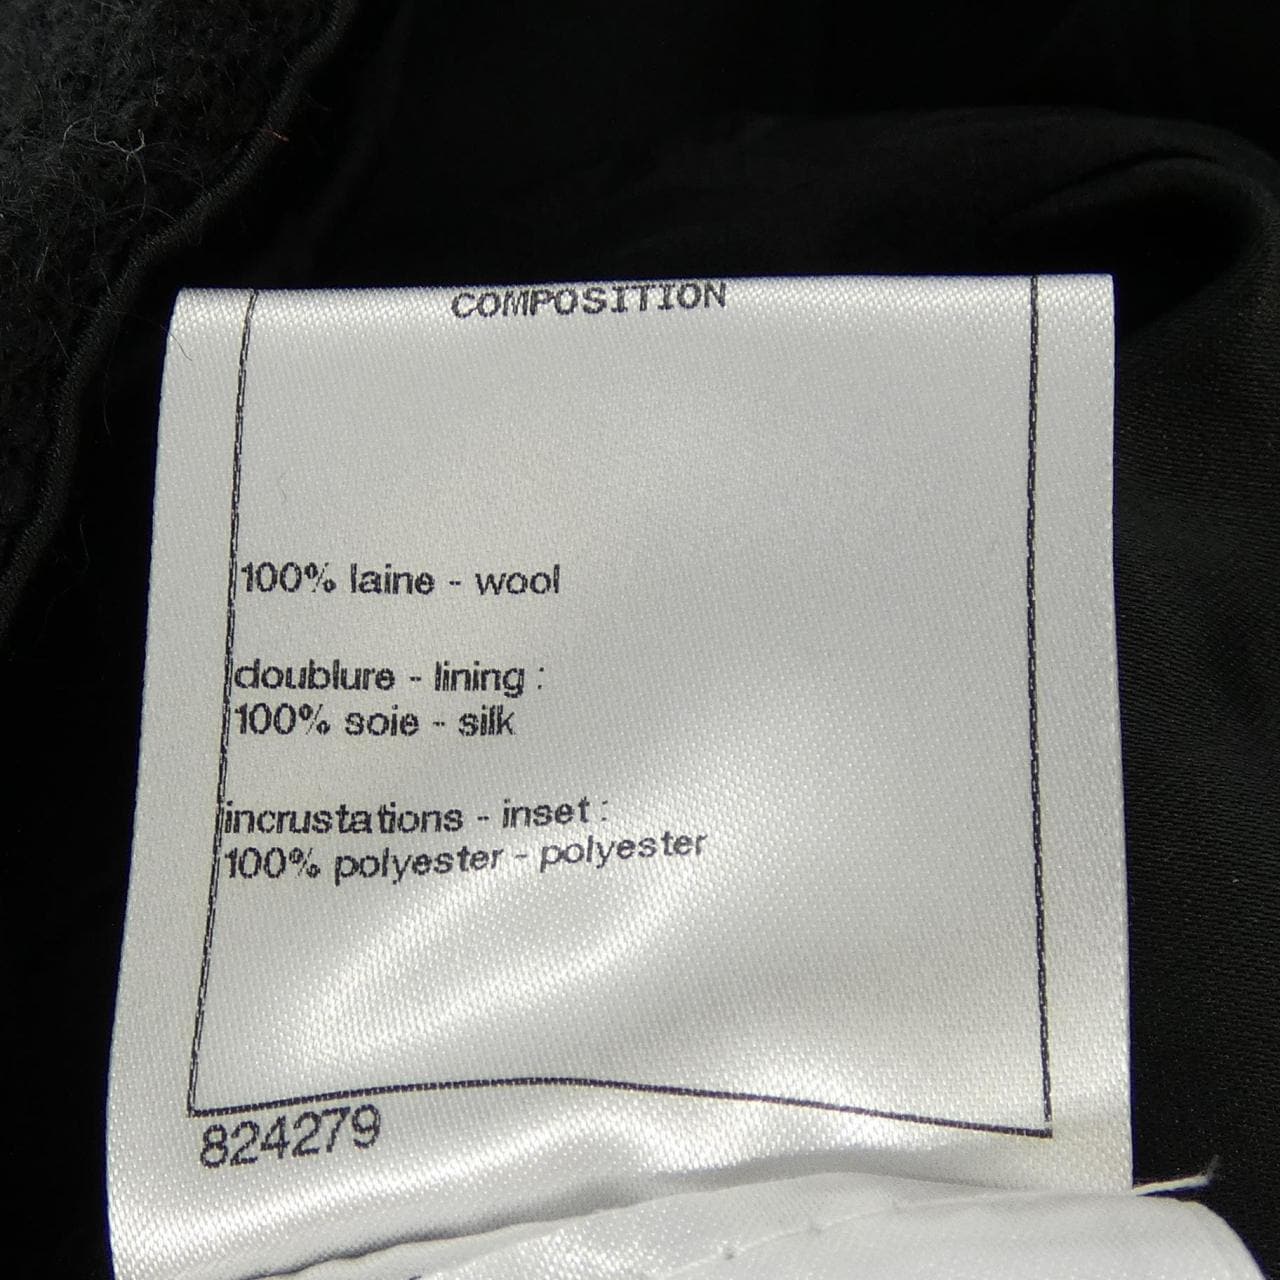 COMPOSITION
100% laine - wool
doublure - lining :
100% soie - silk
incrustations - inset :
100% polyester - polyester
824279